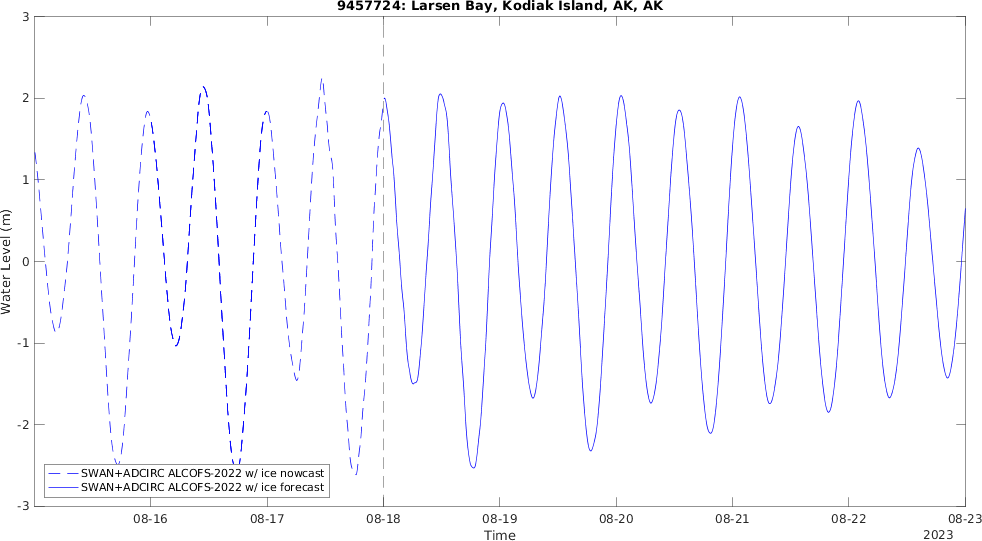 9457724: Larsen Bay, Kodiak Island, AK, AK
3
2
1
0
-1
-2
-3
Water Level (m)
SWAN+ADCIRC ALCOFS-2022 w/ ice nowcast
SWAN+ADCIRC ALCOFS-2022 w/ ice forecast
08-16 08-17 08-18 08-19 08-20 08-21 08-22 08-23
Time
2023